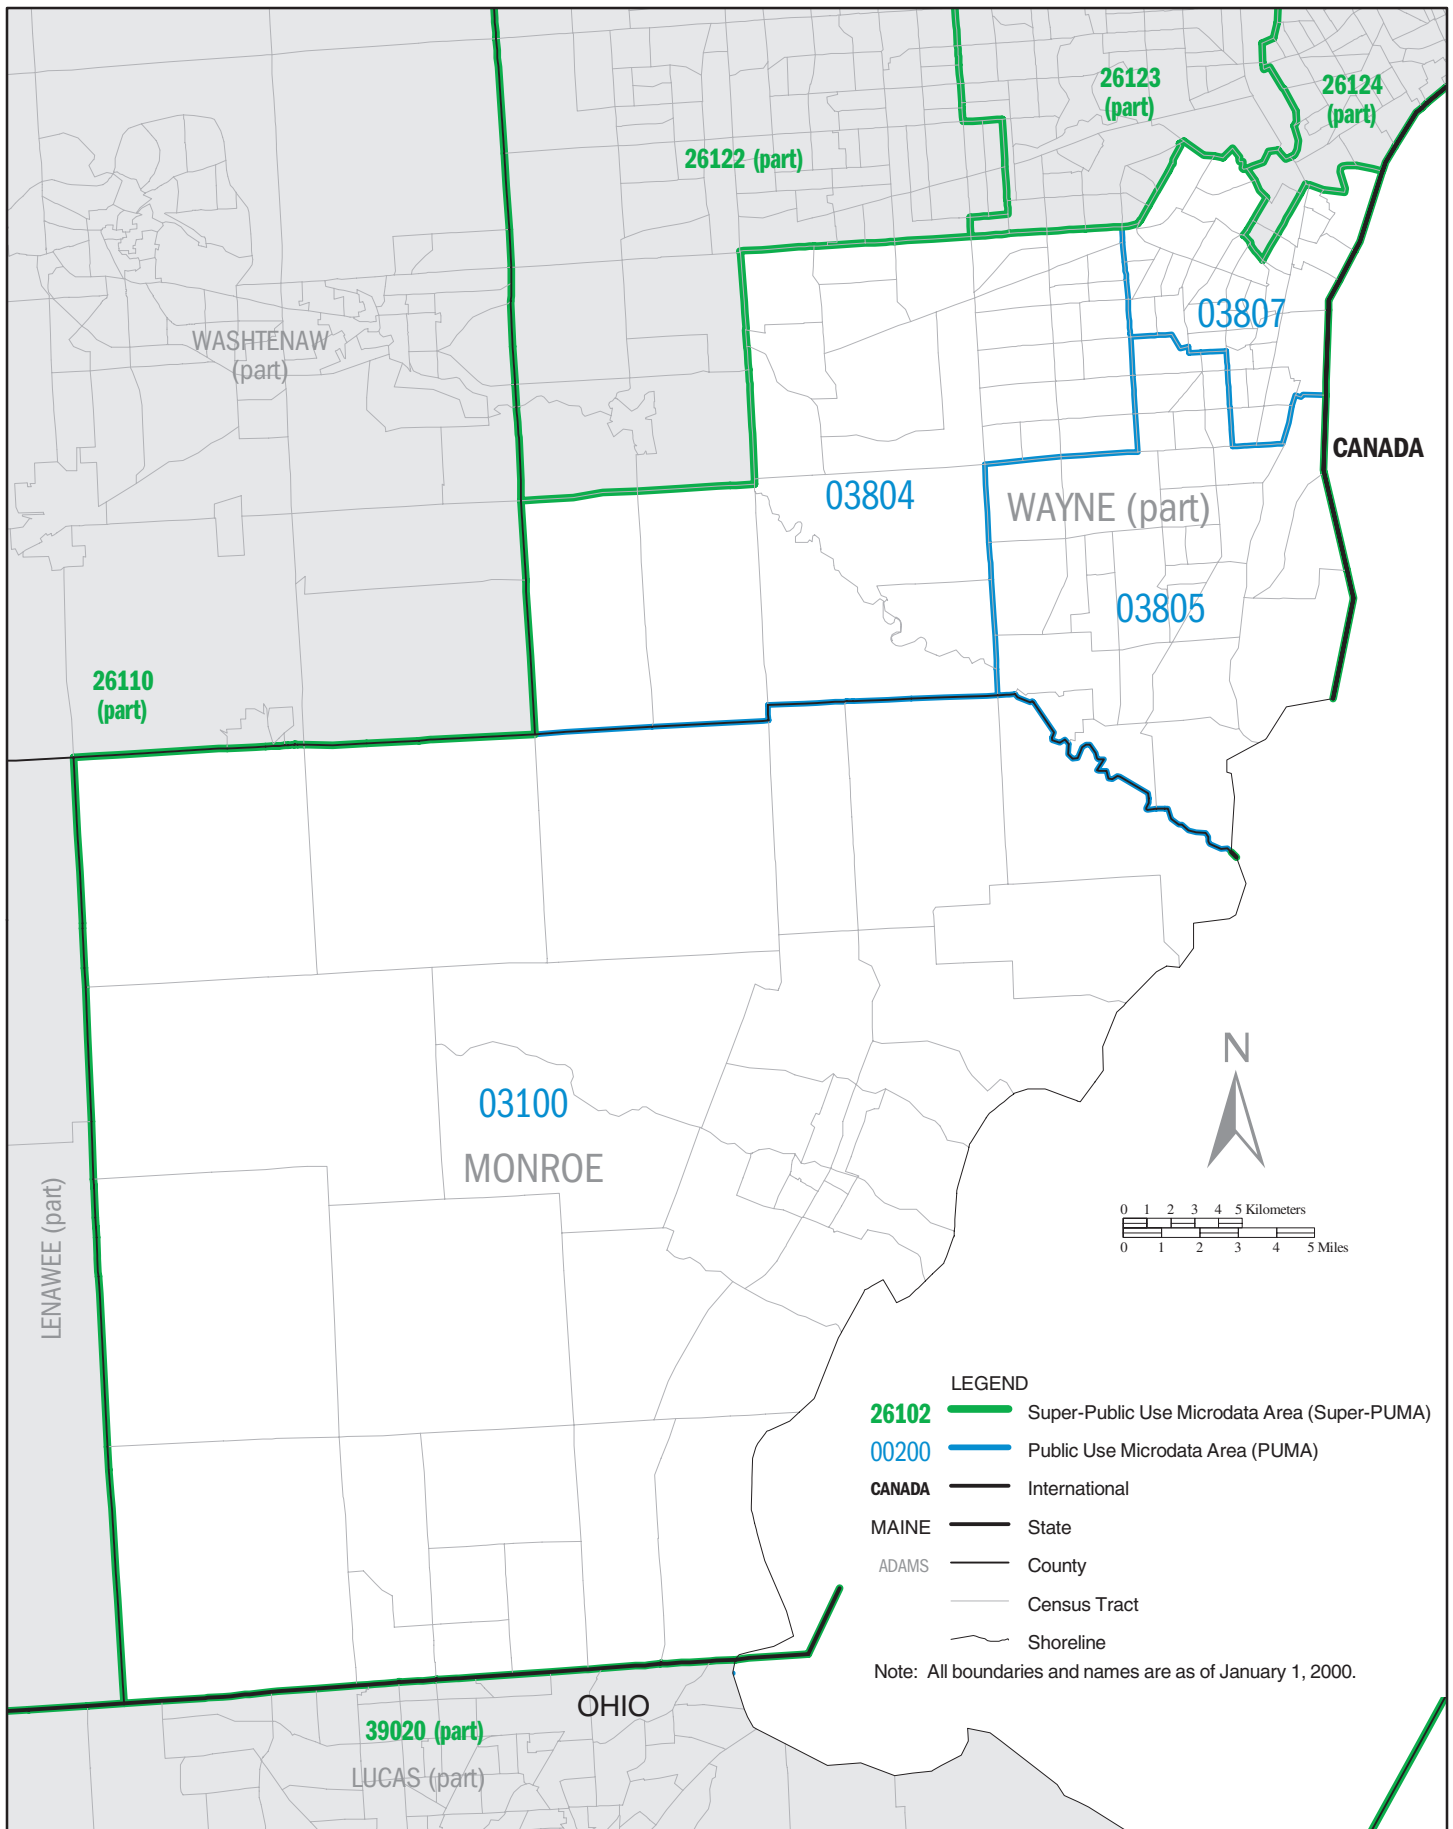 26123
(part)
26124
(part)
26122 (part)
03807
WASHTENAW
(part)
CANADA
03804
WAYNE (part)
03805
26110
(part)
N
03100
MONROE
LENAWEE (part)
0 1 2 3 4 5 Kilometers
0 1 2 3 4 5 Miles
LEGEND
26102 Super-Public Use Microdata Area (Super-PUMA)
00200 Public Use Microdata Area (PUMA)
CANADA International
MAINE State
ADAMS County
Census Tract
Shoreline
Note: All boundaries and names are as of January 1, 2000.
OHIO
39020 (part)
LUCAS (part)